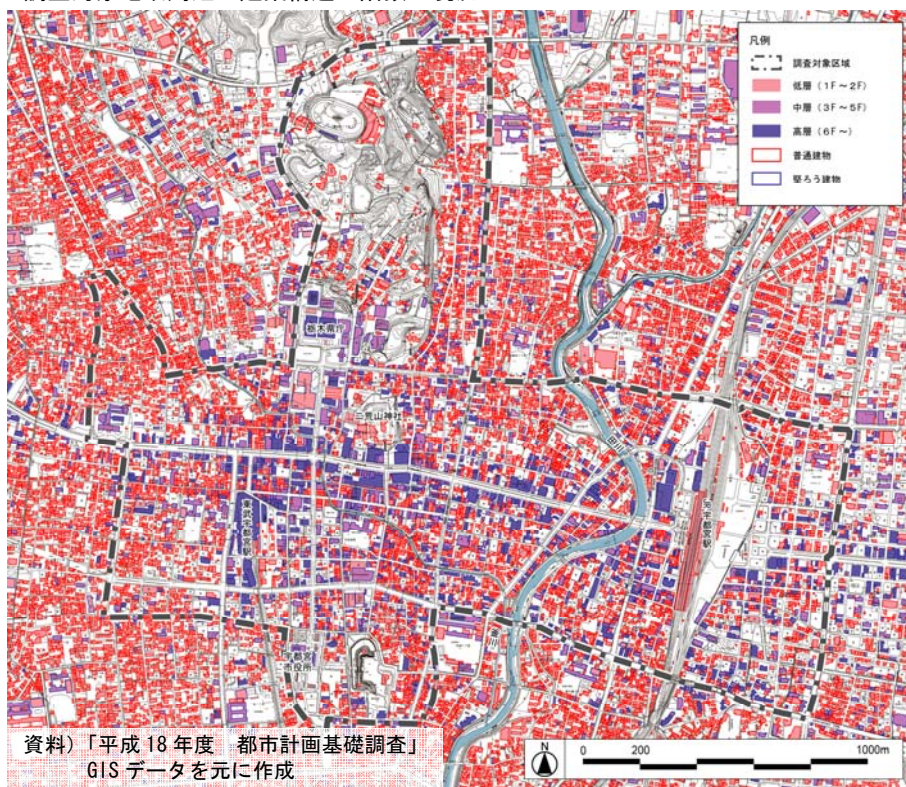 凡例
調査対象区域
低層(1F~2F)
中層(3F~5F)
高層(6F~)
普通建物
堅ろう建物
栃木県庁
二荒山神社
田川
東武宇都宮駅
JR宇都宮駅
釜川
宇都宮
市役所
資料)「平成18年度 都市計画基礎調査」
GISデータを元に作成
N
0 200 1000m